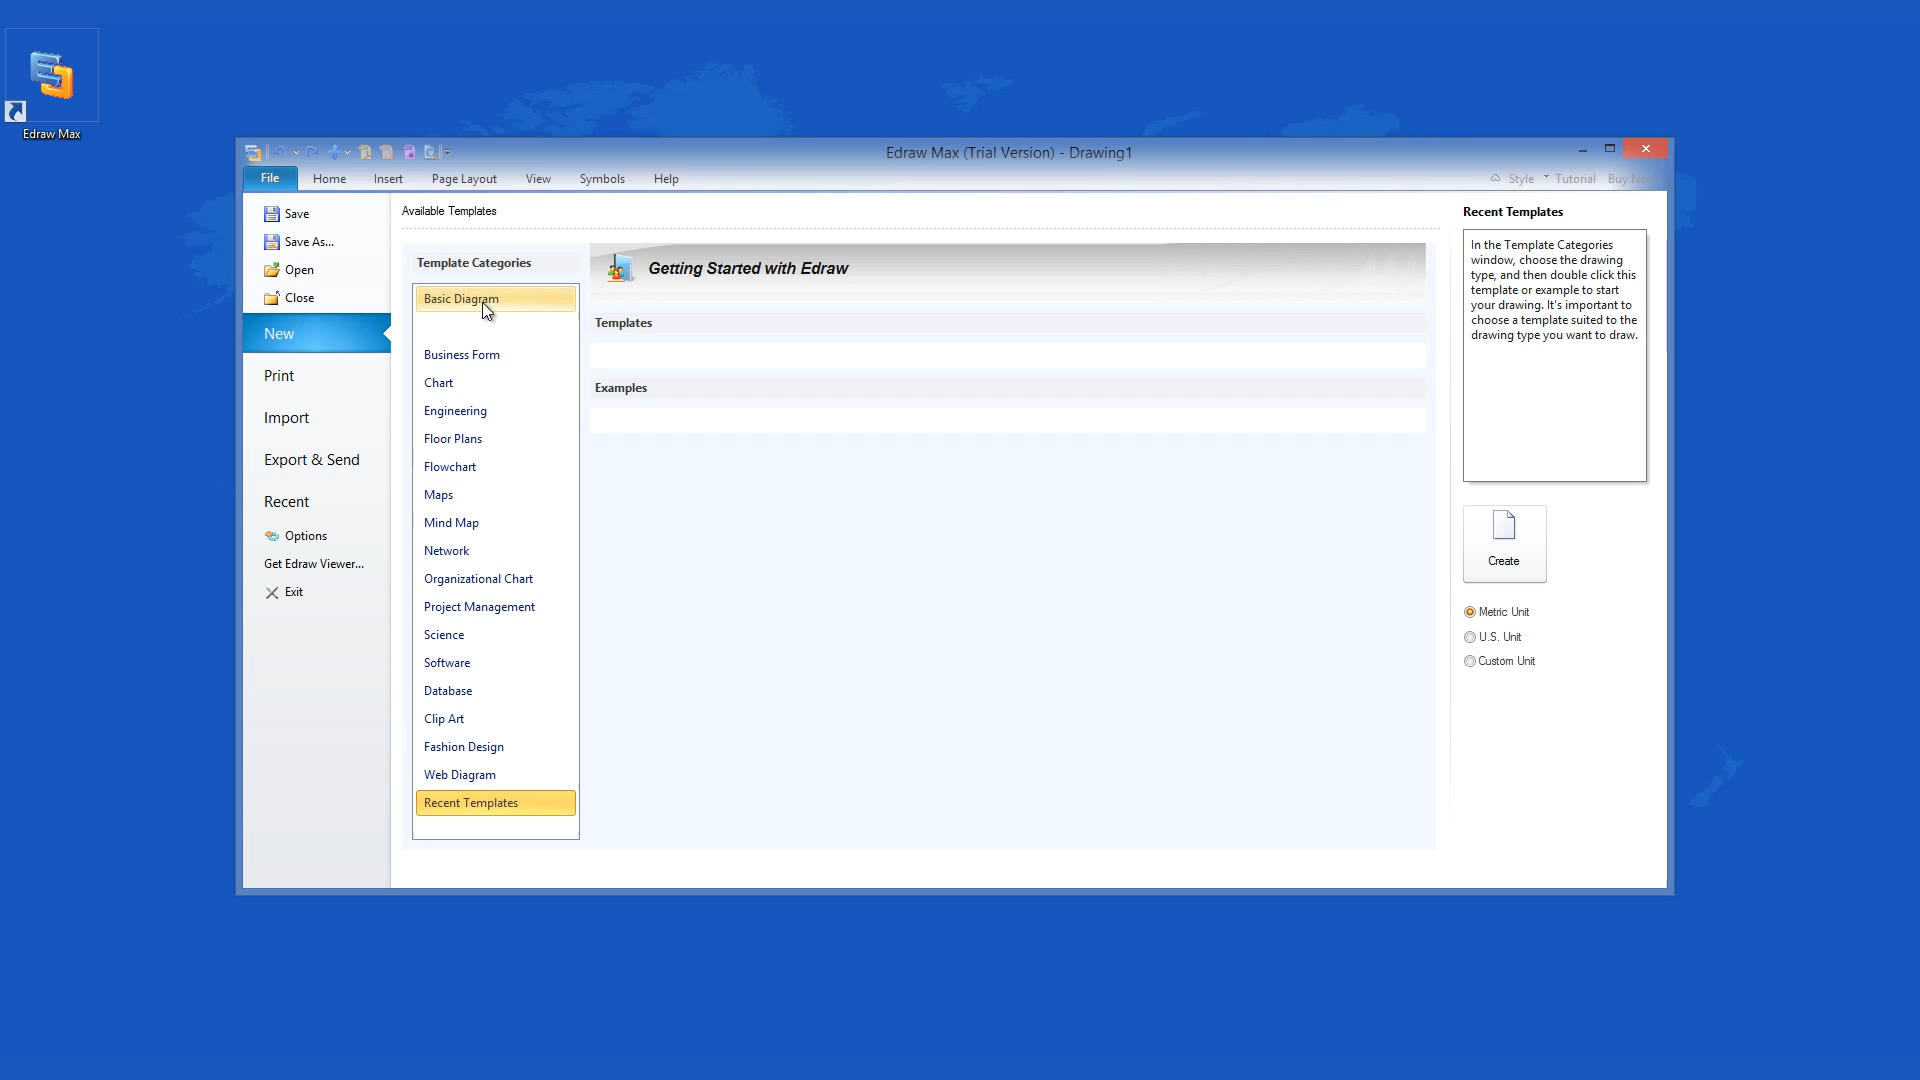 Edraw Max
Edraw Max (Trial Version) - Drawing1
File Home Insert Page Layout View Symbols Help Style Tutorial Buy
Save
Save As...
Open
Close
New
Print
Import
Export & Send
Recent
Options
Get Edraw Viewer...
Exit
Available Templates
Template Categories
Basic Diagram
Business Form
Chart
Engineering
Floor Plans
Flowchart
Maps
Mind Map
Network
Organizational Chart
Project Management
Science
Software
Database
Clip Art
Fashion Design
Web Diagram
Recent Templates
Getting Started with Edraw
Templates
Examples
Recent Templates
In the Template Categories
window, choose the drawing
type, and then double click this
template or example to start
your drawing. It's important to
choose a template suited to the
drawing type you want to draw.
Create
Metric Unit
U.S. Unit
Custom Unit